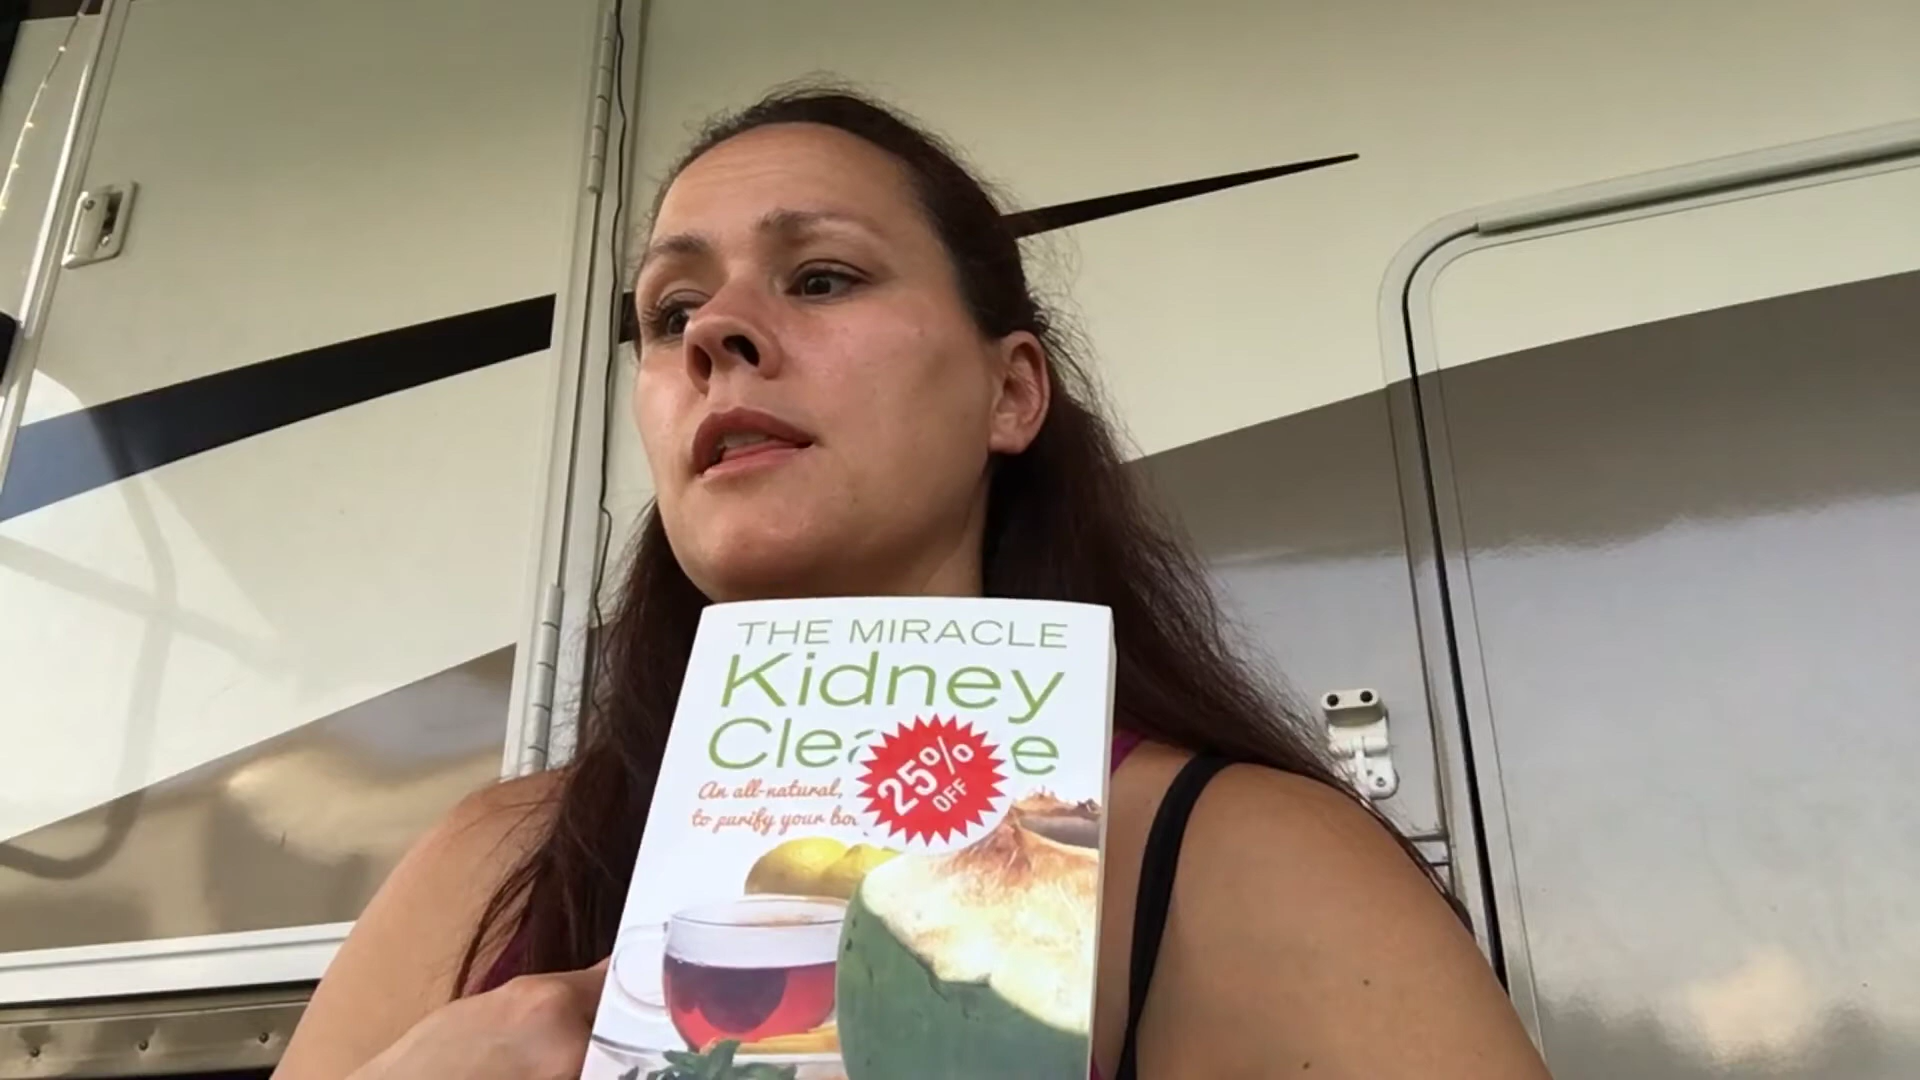 THE MIRACLE
Kidney
Clea e
25%
OFF
An all-natural,
to purify your bo